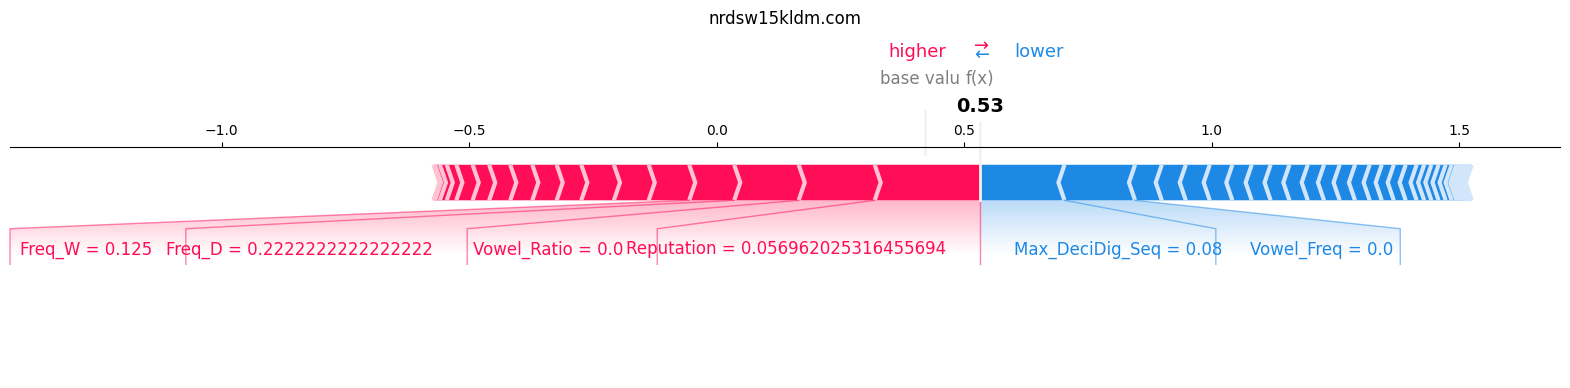 nrdsw15kldm.com
higher ⇄ lower
base valu f(x)
0.53
−1.0 −0.5 0.0 0.5 1.0 1.5
Freq_W = 0.125 Freq_D = 0.2222222222222222 Vowel_Ratio = 0.0 Reputation = 0.056962025316455694 Max_DeciDig_Seq = 0.08 Vowel_Freq = 0.0